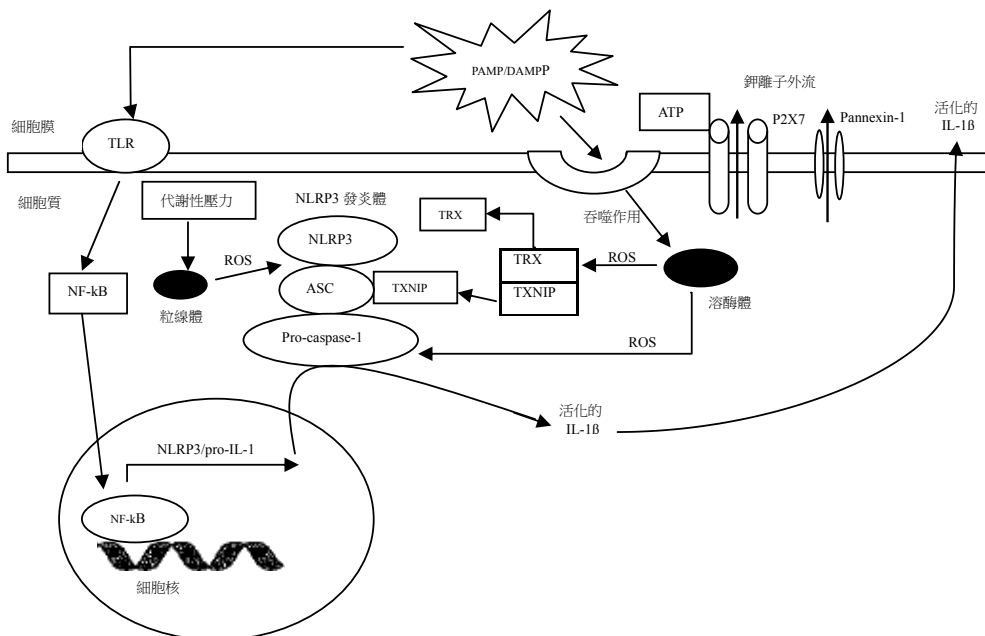 PAMP/DAMPP
鉀離子外流
ATP
P2X7
Pannexin-1
活化的
IL-1ß
細胞膜
TLR
細胞質
代謝性壓力
NLRP3 發炎體
吞噬作用
TRX
NLRP3
ROS
TRX
ROS
NF-kB
ASC
TXNIP
TXNIP
粒線體
溶酶體
Pro-caspase-1
ROS
活化的
IL-1ß
NLRP3/pro-IL-1
NF-kB
細胞核